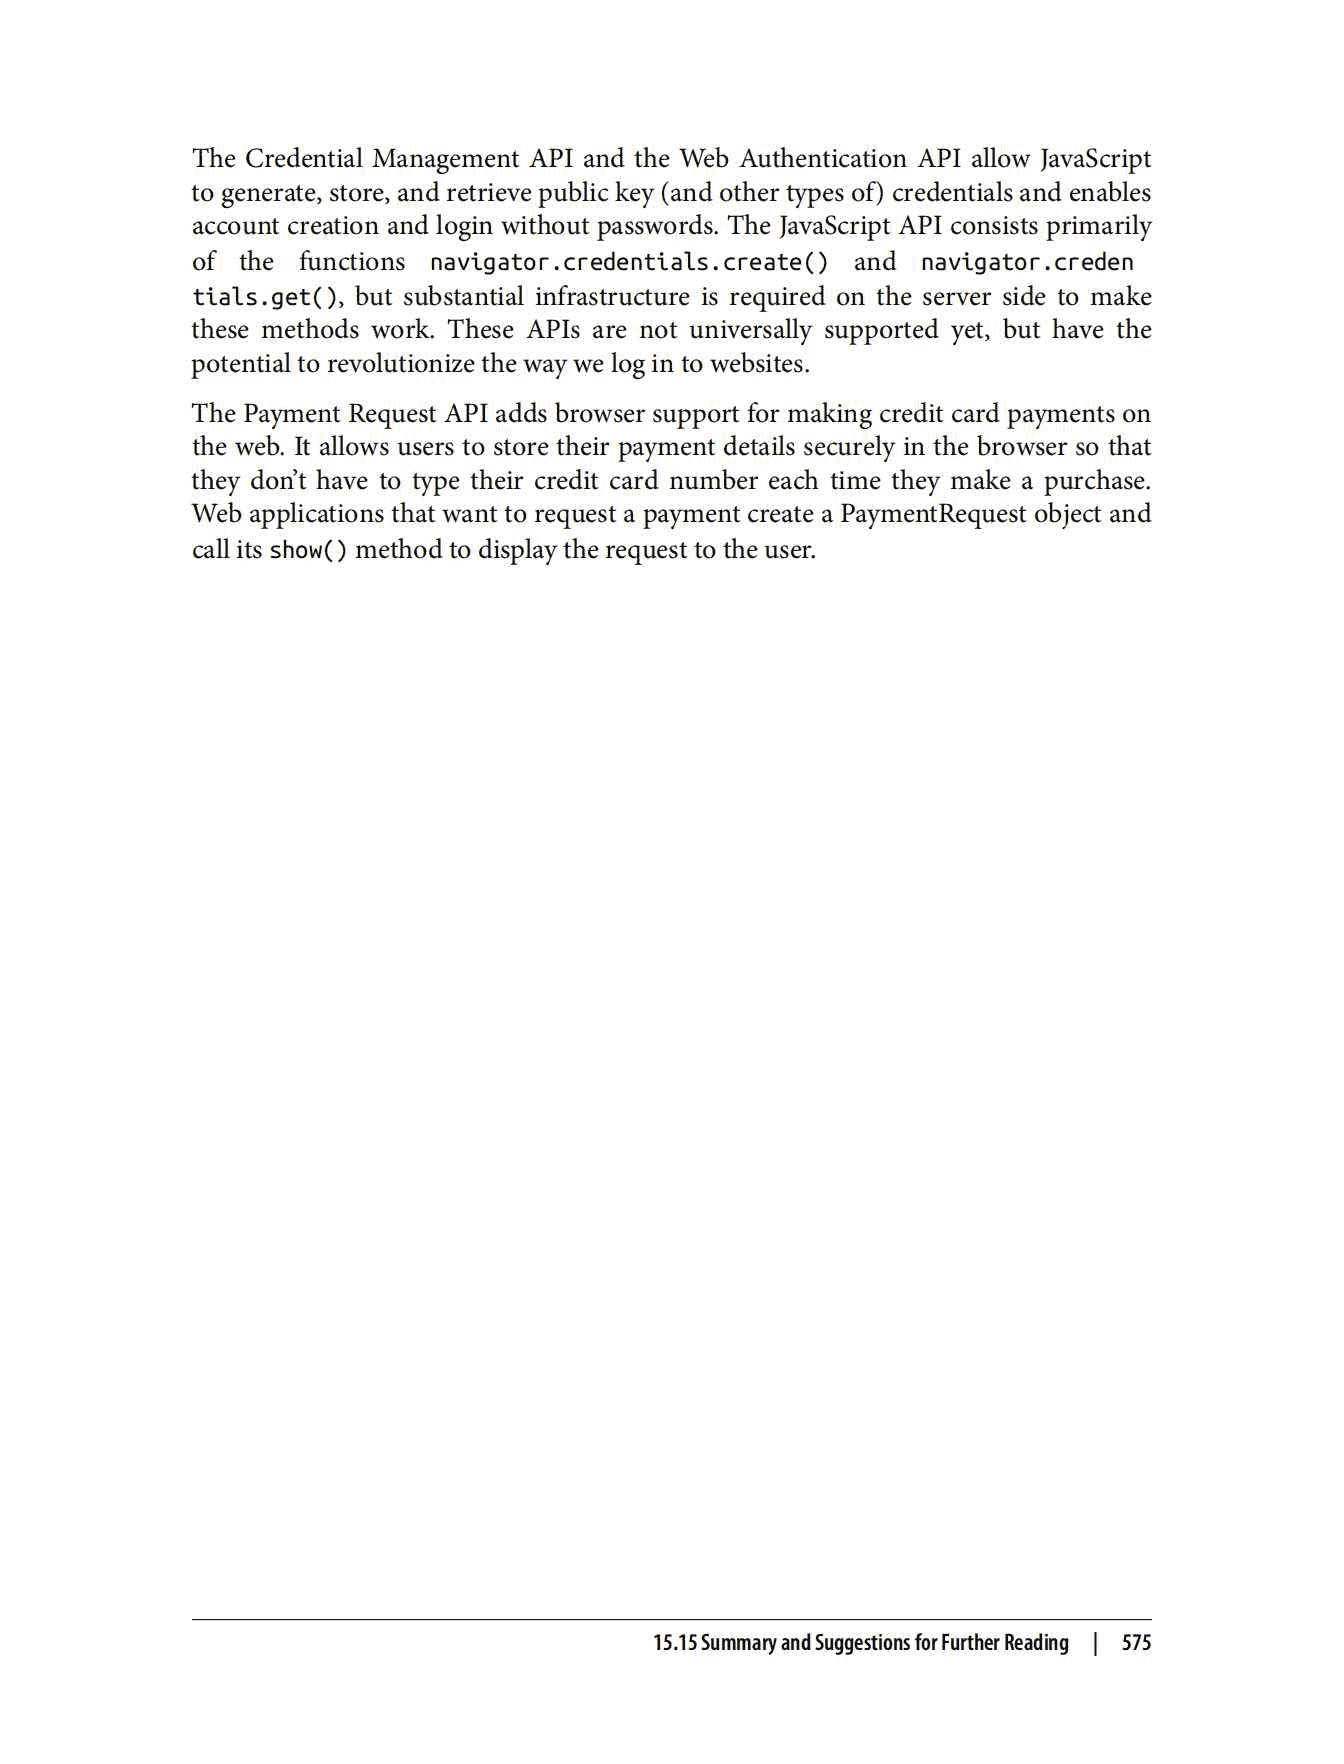 The Credential Management API and the Web Authentication API allow JavaScript
to generate, store, and retrieve public key (and other types of) credentials and enables
account creation and login without passwords. The JavaScript API consists primarily
of the functions navigator.credentials.create() and navigator.creden
tials.get(), but substantial infrastructure is required on the server side to make
these methods work. These APIs are not universally supported yet, but have the
potential to revolutionize the way we log in to websites.
The Payment Request API adds browser support for making credit card payments on
the web. It allows users to store their payment details securely in the browser so that
they don’t have to type their credit card number each time they make a purchase.
Web applications that want to request a payment create a PaymentRequest object and
call its show() method to display the request to the user.
15.15 Summary and Suggestions for Further Reading | 575